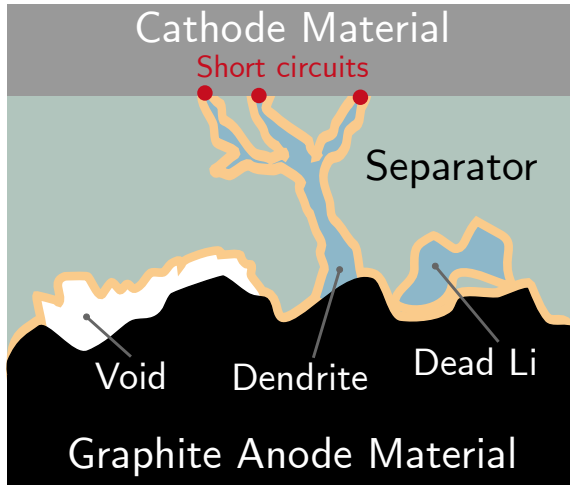 Cathode Material
Short circuits
Separator
Void
Dendrite
Dead Li
Graphite Anode Material